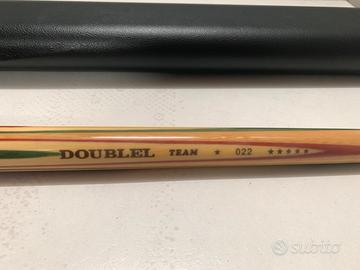 DOUBLEL TEAM ★ 022 ★★★★★
subito